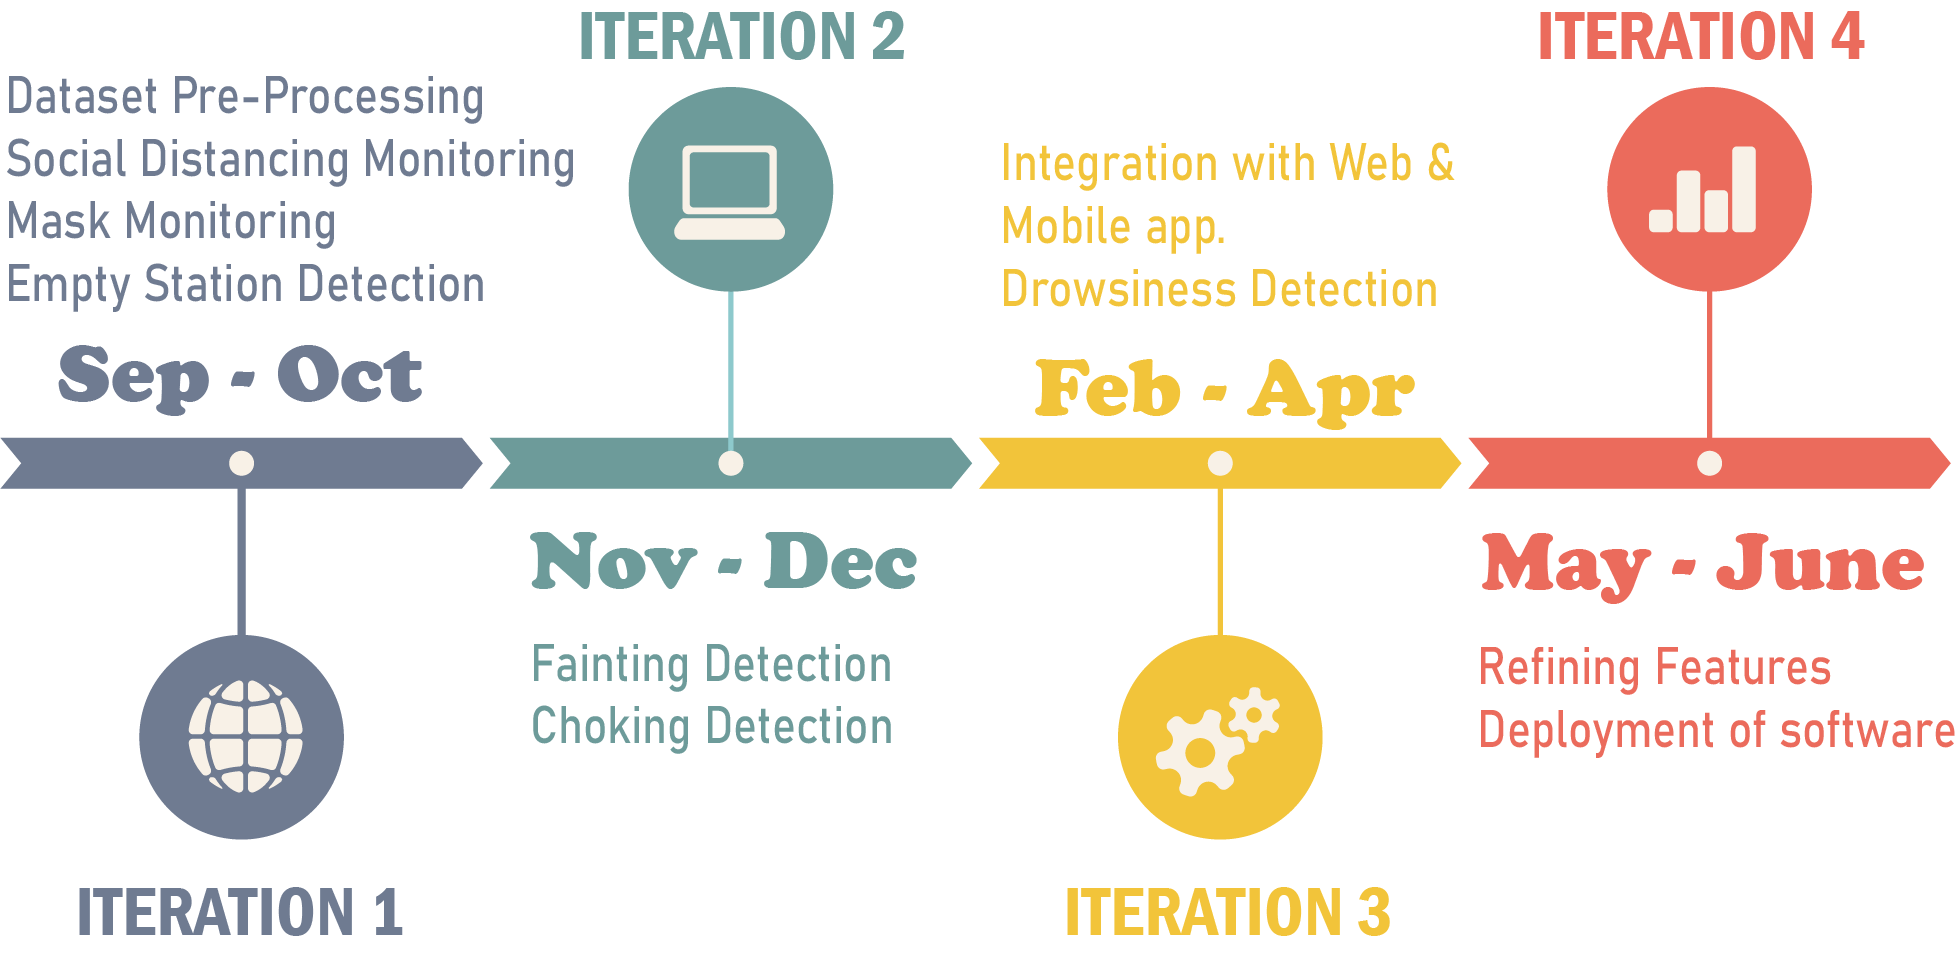 Dataset Pre-Processing
Social Distancing Monitoring
Mask Monitoring
Empty Station Detection
Sep - Oct
ITERATION 1
ITERATION 2
Nov - Dec
Fainting Detection
Choking Detection
Integration with Web &
Mobile app.
Drowsiness Detection
Feb - Apr
ITERATION 3
ITERATION 4
May - June
Refining Features
Deployment of software